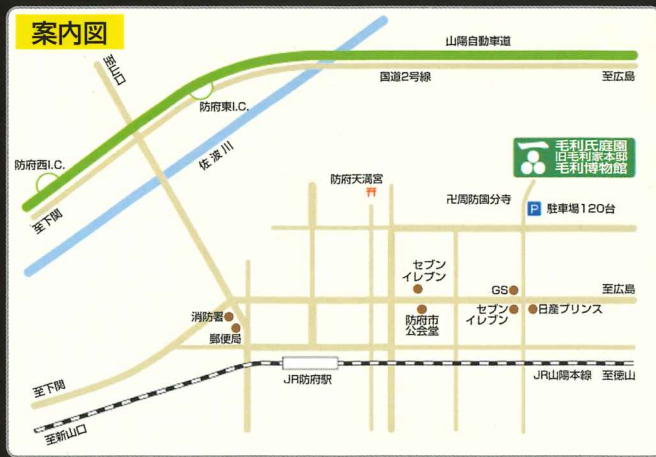 案内図
至山口
山陽自動車道
国道2号線
至広島
防府東I.C.
佐波川
防府西I.C.
至下関
毛利氏庭園
旧毛利家本邸
毛利博物館
防府天満宮
卍周防国分寺
P 駐車場120台
セブン
イレブン
GS
至広島
消防署
郵便局
防府市
公会堂
セブン
イレブン
日産プリンス
至下関
JR防府駅
JR山陽本線
至徳山
至新山口